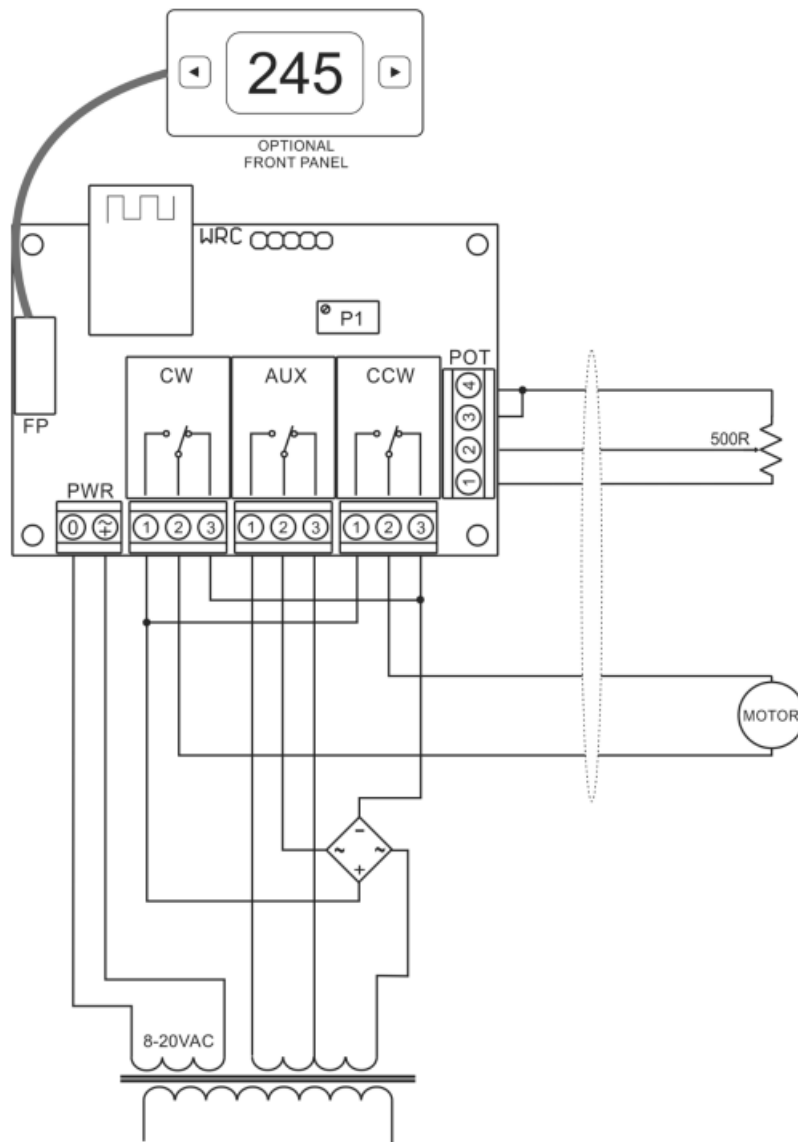 ◄ 245 ►
OPTIONAL
FRONT PANEL
WRC
P1
POT
CW AUX CCW
4
3
2
1
500R
FP
PWR
0 1 2 3 1 2 3 1 2 3
MOTOR
-
~ ~
+
8-20VAC